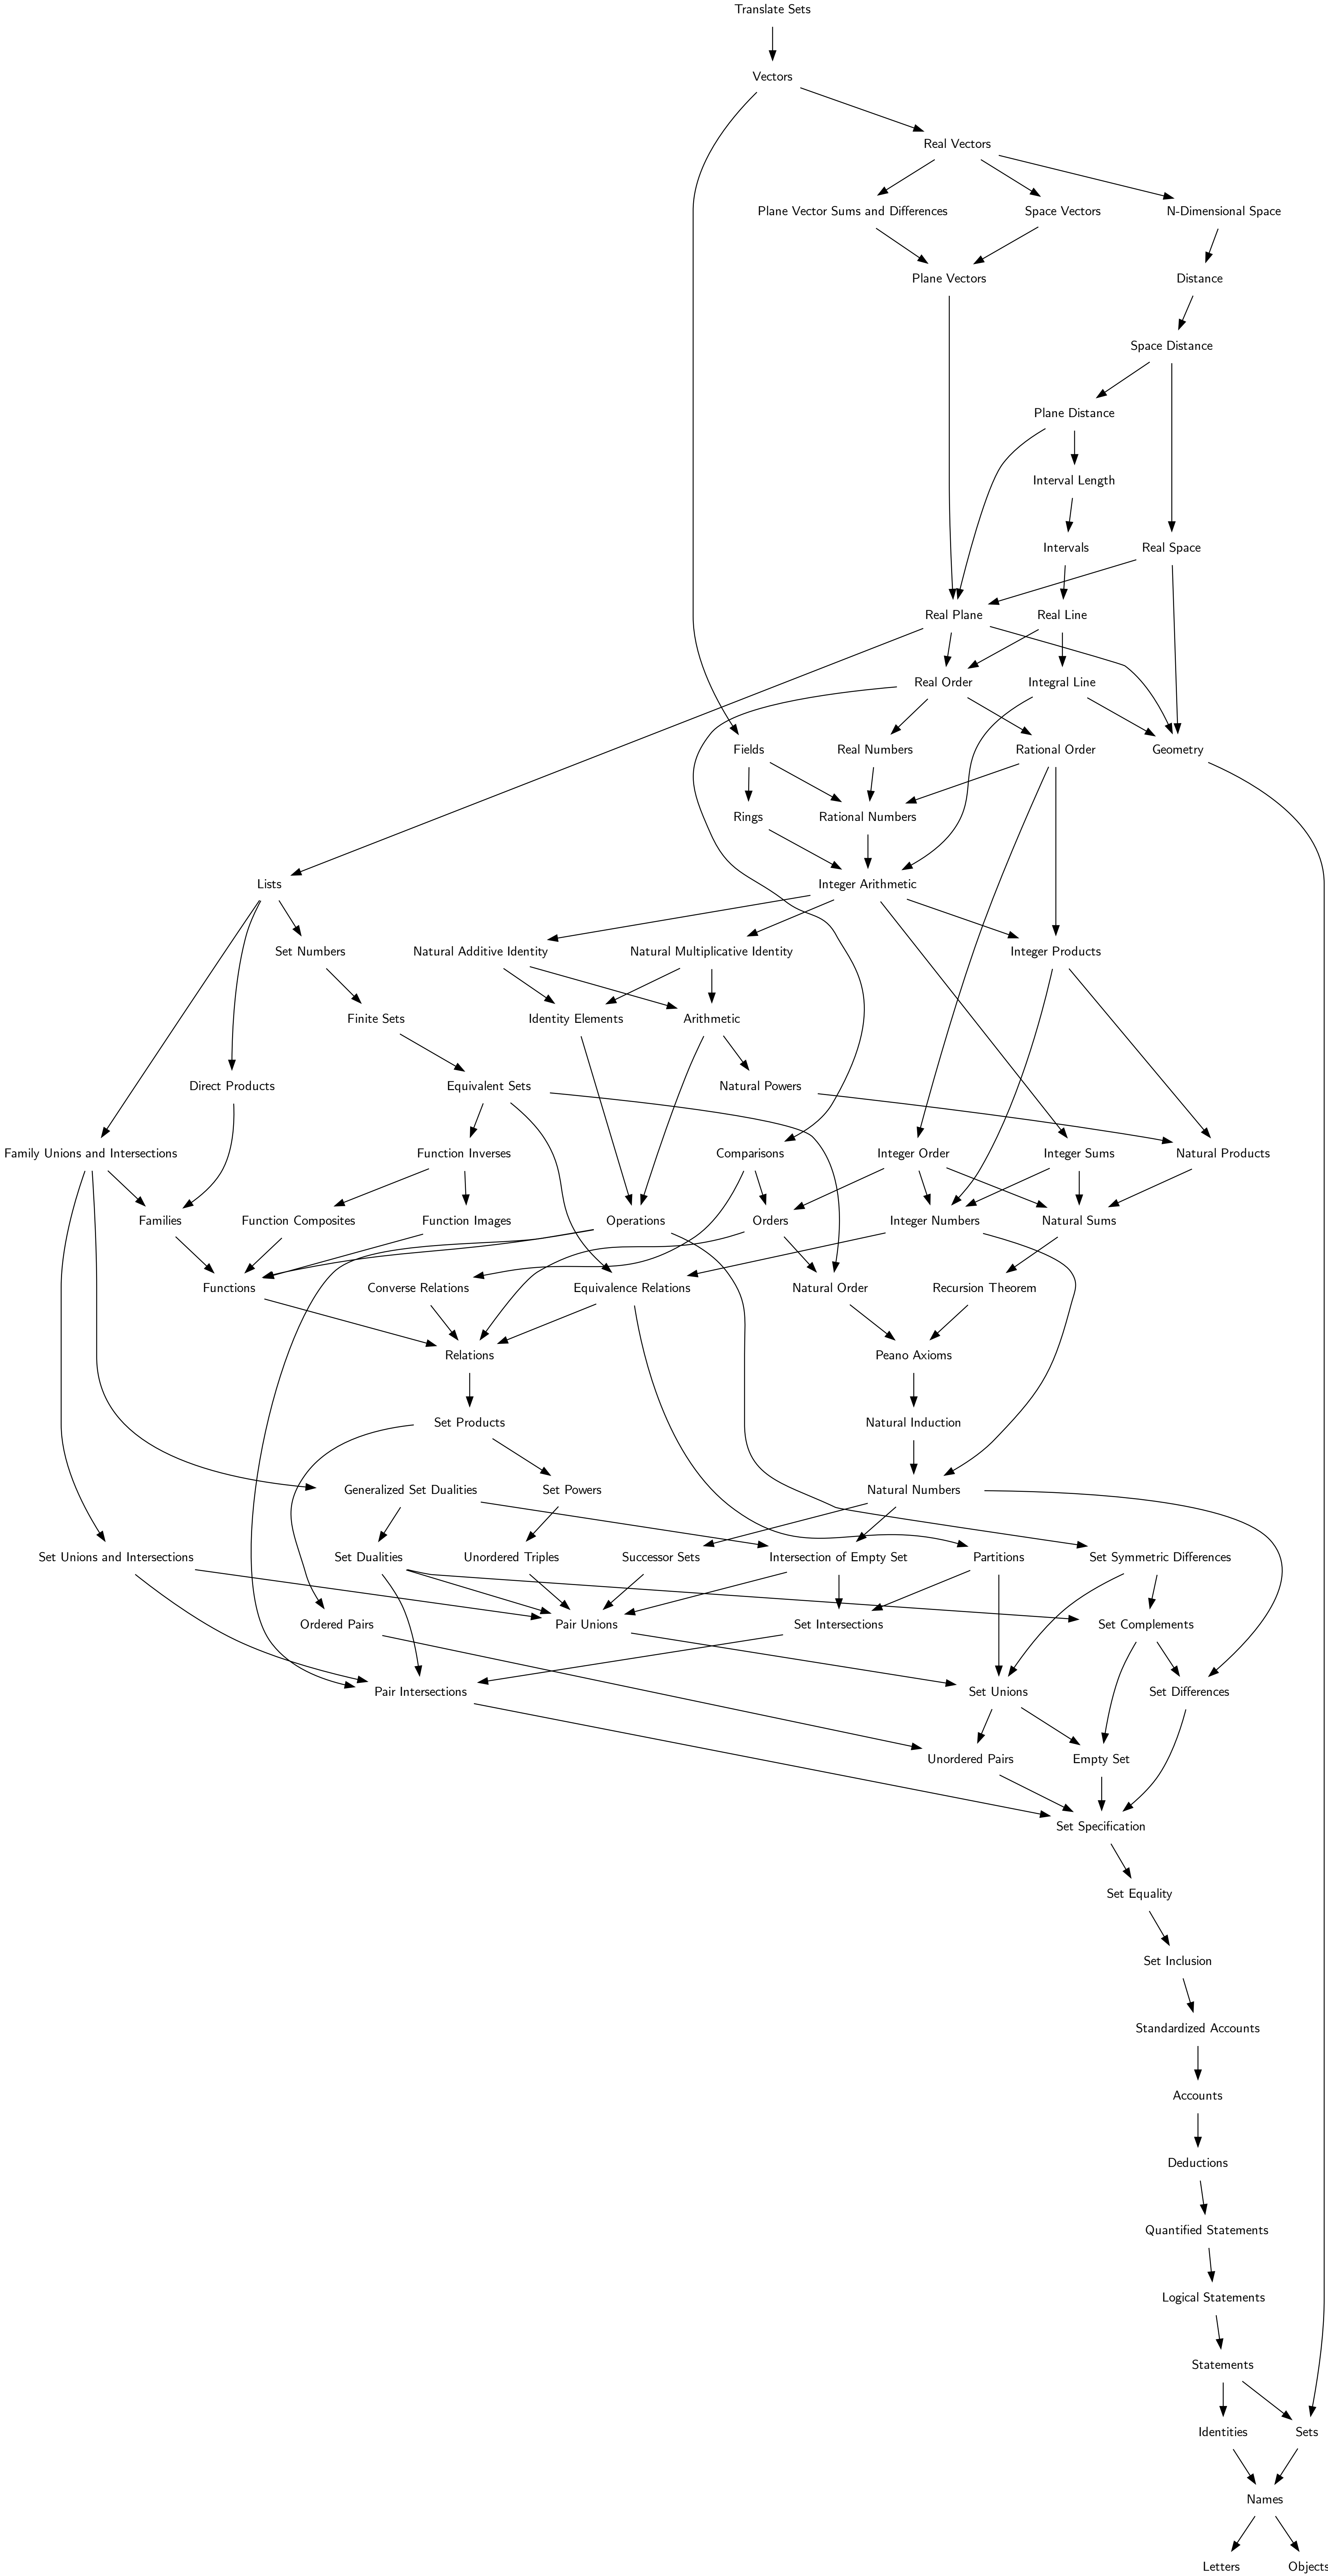 Translate Sets
Vectors
Real Vectors
Plane Vector Sums and Differences
Space Vectors
N-Dimensional Space
Plane Vectors
Distance
Space Distance
Plane Distance
Interval Length
Intervals
Real Space
Real Plane
Real Line
Real Order
Integral Line
Fields
Real Numbers
Rational Order
Geometry
Rings
Rational Numbers
Lists
Integer Arithmetic
Set Numbers
Natural Additive Identity
Natural Multiplicative Identity
Integer Products
Finite Sets
Identity Elements
Arithmetic
Direct Products
Equivalent Sets
Natural Powers
Family Unions and Intersections
Function Inverses
Comparisons
Integer Order
Integer Sums
Natural Products
Families
Function Composites
Function Images
Operations
Orders
Integer Numbers
Natural Sums
Functions
Converse Relations
Equivalence Relations
Natural Order
Recursion Theorem
Relations
Peano Axioms
Set Products
Natural Induction
Generalized Set Dualities
Set Powers
Natural Numbers
Set Unions and Intersections
Set Dualities
Unordered Triples
Successor Sets
Intersection of Empty Set
Partitions
Set Symmetric Differences
Ordered Pairs
Pair Unions
Set Intersections
Set Complements
Pair Intersections
Set Unions
Set Differences
Unordered Pairs
Empty Set
Set Specification
Set Equality
Set Inclusion
Standardized Accounts
Accounts
Deductions
Quantified Statements
Logical Statements
Statements
Identities
Sets
Names
Letters
Objects